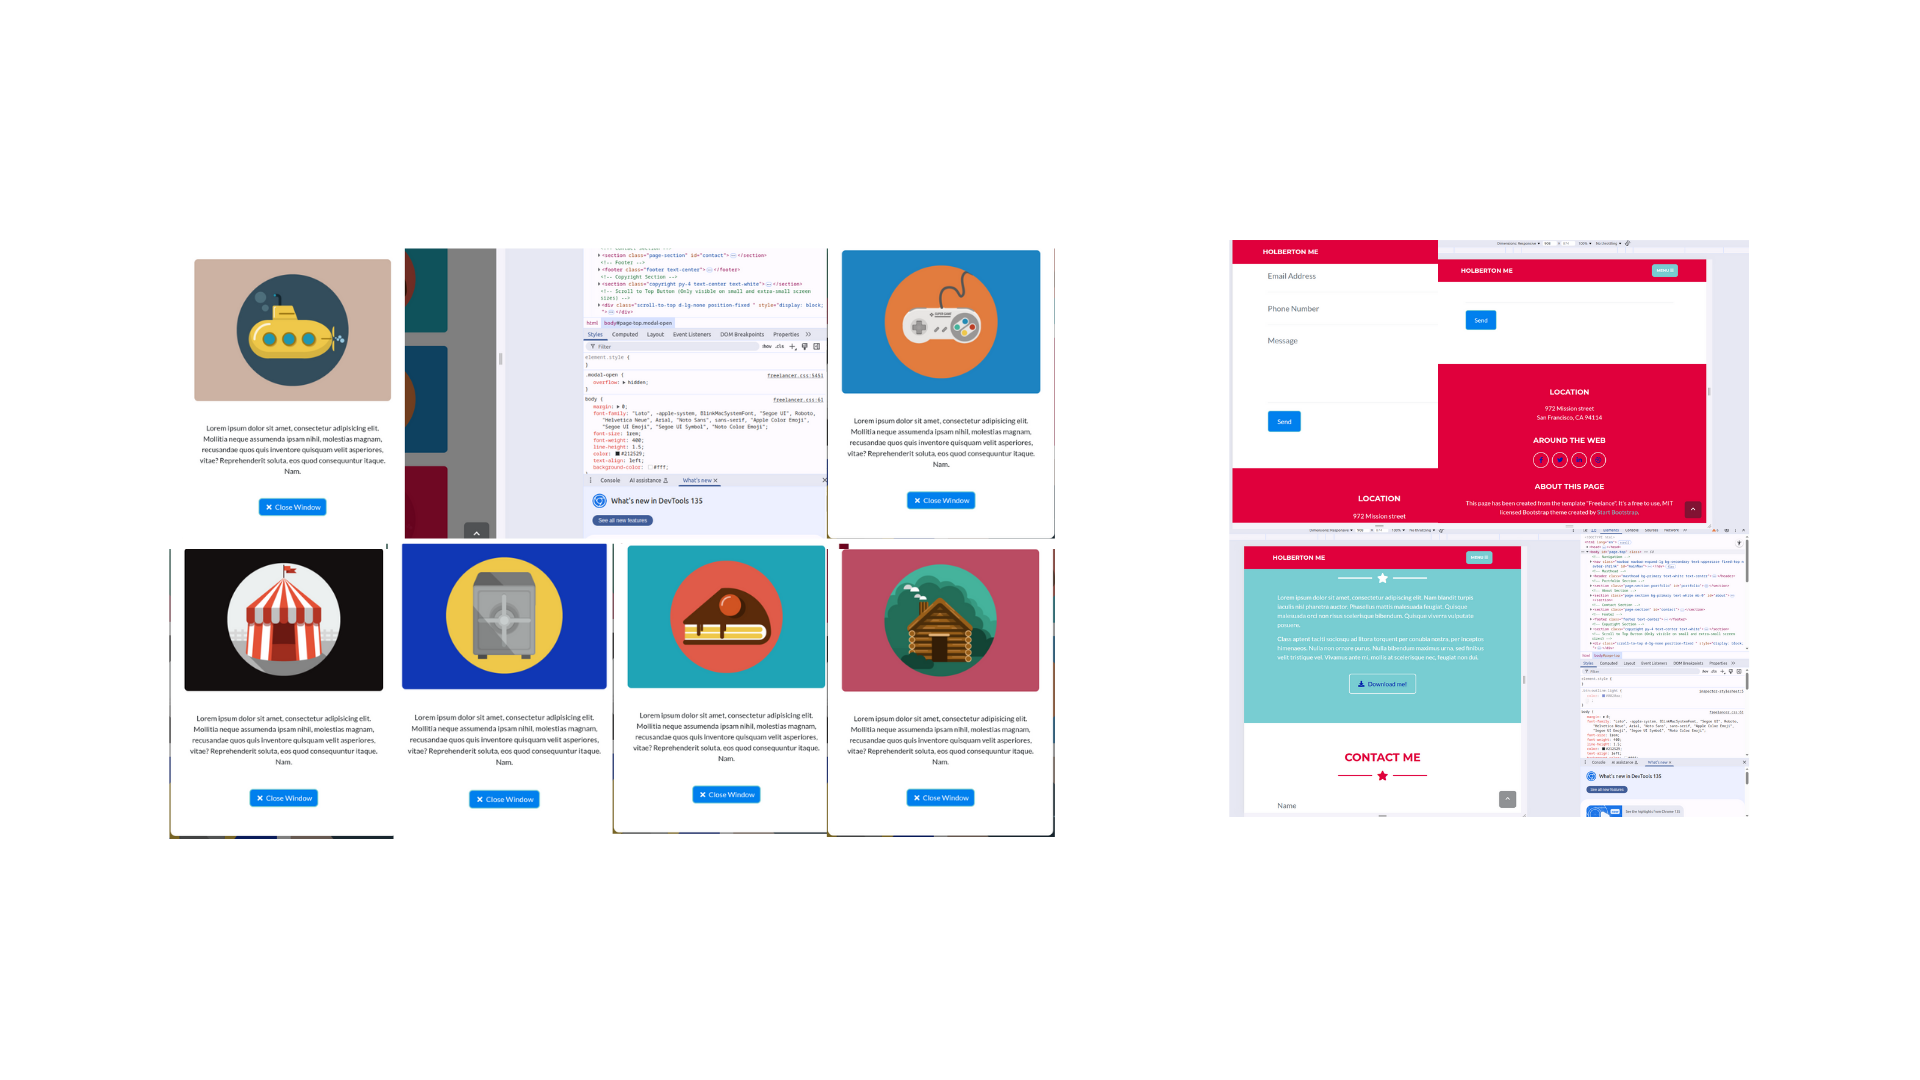 Lorem ipsum dolor sit amet, consectetur adipisicing elit.
Mollitia neque assumenda ipsam nihil, molestias magnam,
recusandae quos quis inventore quisquam velit asperiores,
vitae? Reprehenderit soluta, eos quod consequuntur itaque.
Nam.
✖ Close Window
<!-- Contact Section -->
▸<section class="page-section" id="contact">⋯</section>
<!-- Footer -->
▸<footer class="footer text-center">⋯</footer>
<!-- Copyright Section -->
▸<section class="copyright py-4 text-center text-white">⋯</section>
<!-- Scroll to Top Button (Only visible on small and extra-small screen
sizes) -->
▸<div class="scroll-to-top d-lg-none position-fixed " style="display: block;
">⋯</div>
html body#page-top.modal-open
Styles Computed Layout Event Listeners DOM Breakpoints Properties
Filter :hov .cls
element.style {
}
.modal-open { freelancer.css:5493
overflow: ▸ hidden;
}
body { freelancer.css:61
margin: ▸ 0;
font-family: "Lato", -apple-system, BlinkMacSystemFont, "Segoe UI", Roboto,
"Helvetica Neue", Arial, "Noto Sans", sans-serif, "Apple Color Emoji",
"Segoe UI Emoji", "Segoe UI Symbol", "Noto Color Emoji";
font-size: 1rem;
font-weight: 400;
line-height: 1.5;
color: #212529;
text-align: left;
background-color: #fff;
Console AI assistance What's new ×
What's new in DevTools 135
See all new features
Lorem ipsum dolor sit amet, consectetur adipisicing elit.
Mollitia neque assumenda ipsam nihil, molestias magnam,
recusandae quos quis inventore quisquam velit asperiores,
vitae? Reprehenderit soluta, eos quod consequuntur itaque.
Nam.
✖ Close Window
Lorem ipsum dolor sit amet, consectetur adipisicing elit.
Mollitia neque assumenda ipsam nihil, molestias magnam,
recusandae quos quis inventore quisquam velit asperiores,
vitae? Reprehenderit soluta, eos quod consequuntur itaque.
Nam.
✖ Close Window
Lorem ipsum dolor sit amet, consectetur adipisicing elit.
Mollitia neque assumenda ipsam nihil, molestias magnam,
recusandae quos quis inventore quisquam velit asperiores,
vitae? Reprehenderit soluta, eos quod consequuntur itaque.
Nam.
✖ Close Window
Lorem ipsum dolor sit amet, consectetur adipisicing elit.
Mollitia neque assumenda ipsam nihil, molestias magnam,
recusandae quos quis inventore quisquam velit asperiores,
vitae? Reprehenderit soluta, eos quod consequuntur itaque.
Nam.
✖ Close Window
Lorem ipsum dolor sit amet, consectetur adipisicing elit.
Mollitia neque assumenda ipsam nihil, molestias magnam,
recusandae quos quis inventore quisquam velit asperiores,
vitae? Reprehenderit soluta, eos quod consequuntur itaque.
Nam.
✖ Close Window
HOLBERTON ME
Email Address
Phone Number
Message
Send
LOCATION
972 Mission street
HOLBERTON ME
MENU
Send
LOCATION
972 Mission street
San Francisco, CA 94114
AROUND THE WEB
ABOUT THIS PAGE
This page has been created from the template "Freelance". It's a free to use, MIT
licensed Bootstrap theme created by Start Bootstrap.
HOLBERTON ME
MENU
Lorem ipsum dolor sit amet, consectetur adipiscing elit. Nam blandit turpis
iaculis nisl pharetra auctor. Phasellus mattis malesuada feugiat. Quisque
malesuada orci non risus scelerisque bibendum. Quisque viverra vulputate
posuere.
Class aptent taciti sociosqu ad litora torquent per conubia nostra, per inceptos
himenaeos. Nulla non ornare purus. Nulla bibendum maximus urna, sed finibus
velit tristique vel. Vivamus ante mi, mollis at scelerisque nec, feugiat non dui.
Download me!
CONTACT ME
Name
Console AI assistance What's new ×
What's new in DevTools 135
See all new features